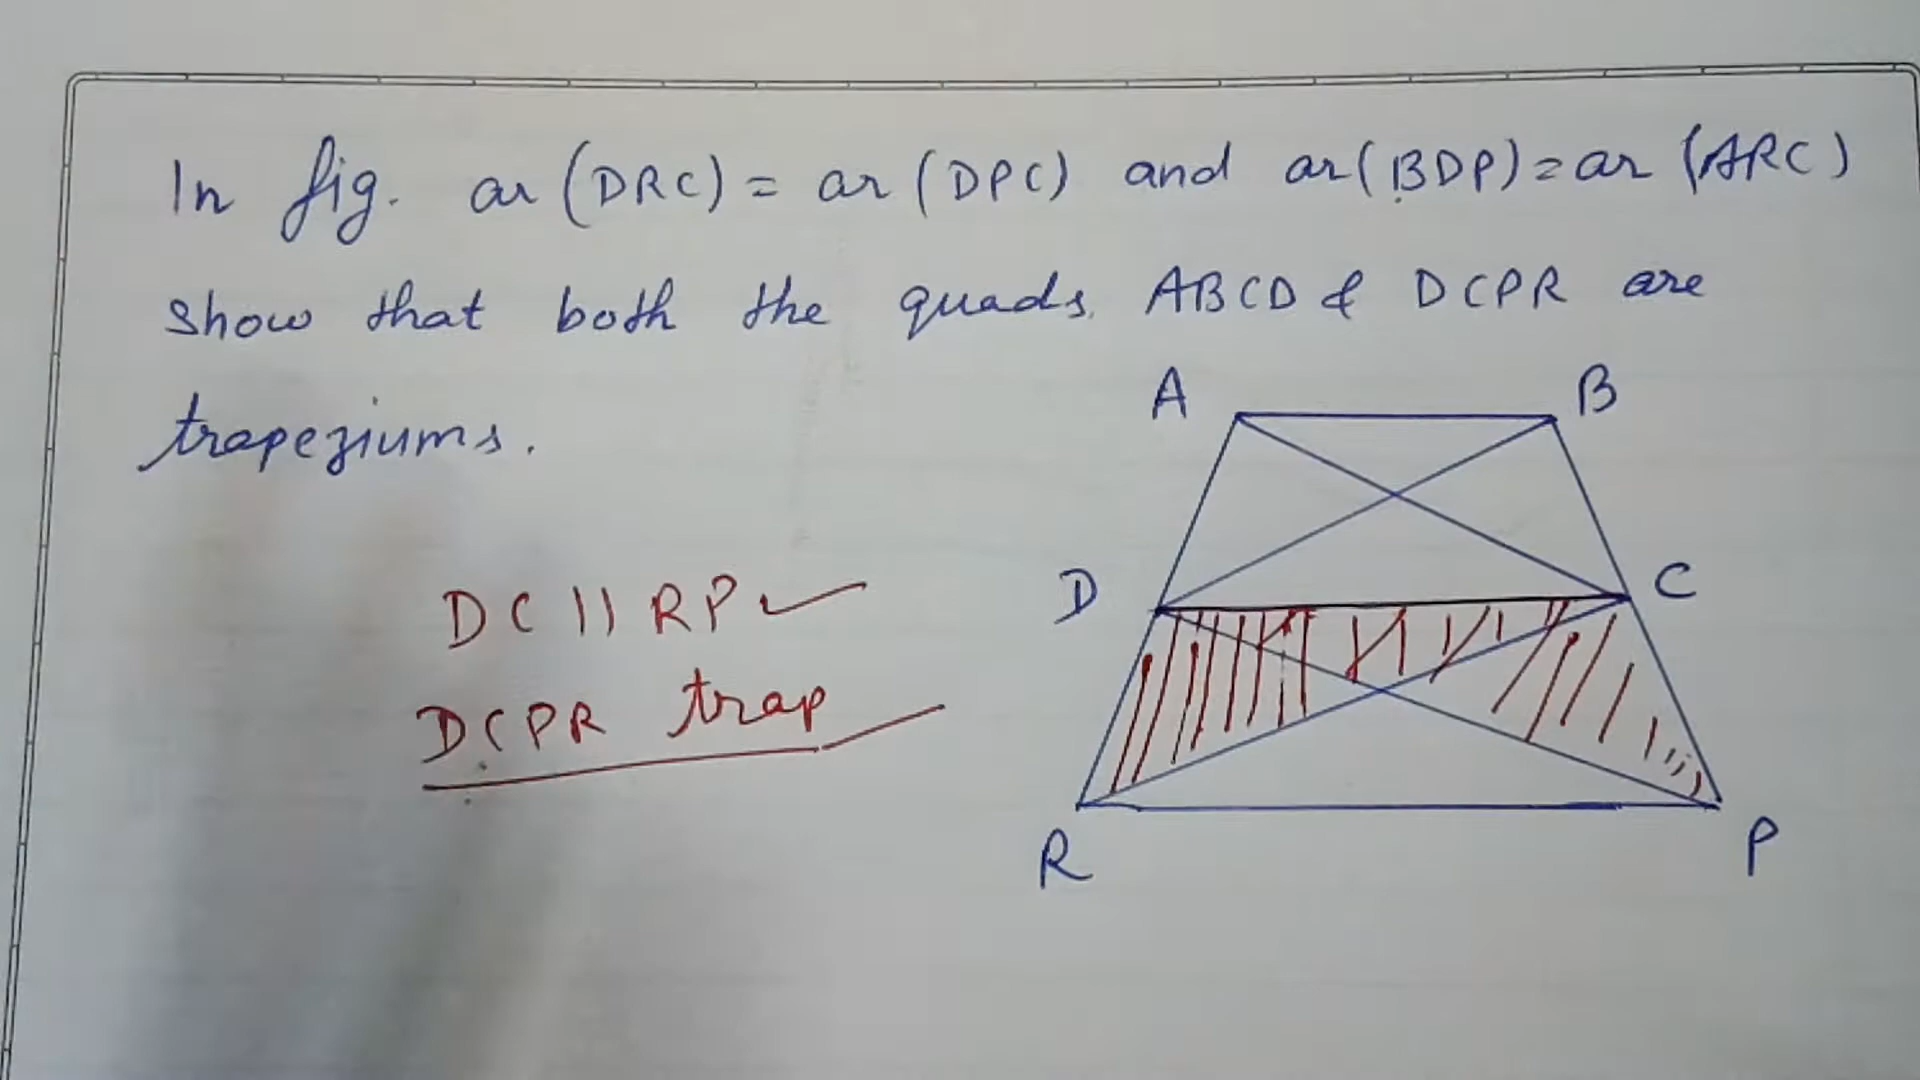 In fig. ar (DRC) = ar (DPC) and ar (BDP) = ar (ARC)
show that both the quads. ABCD & DCPR are
trapeziums.
A
B
DC || RP ✓
D
C
DCPR trap
R
P